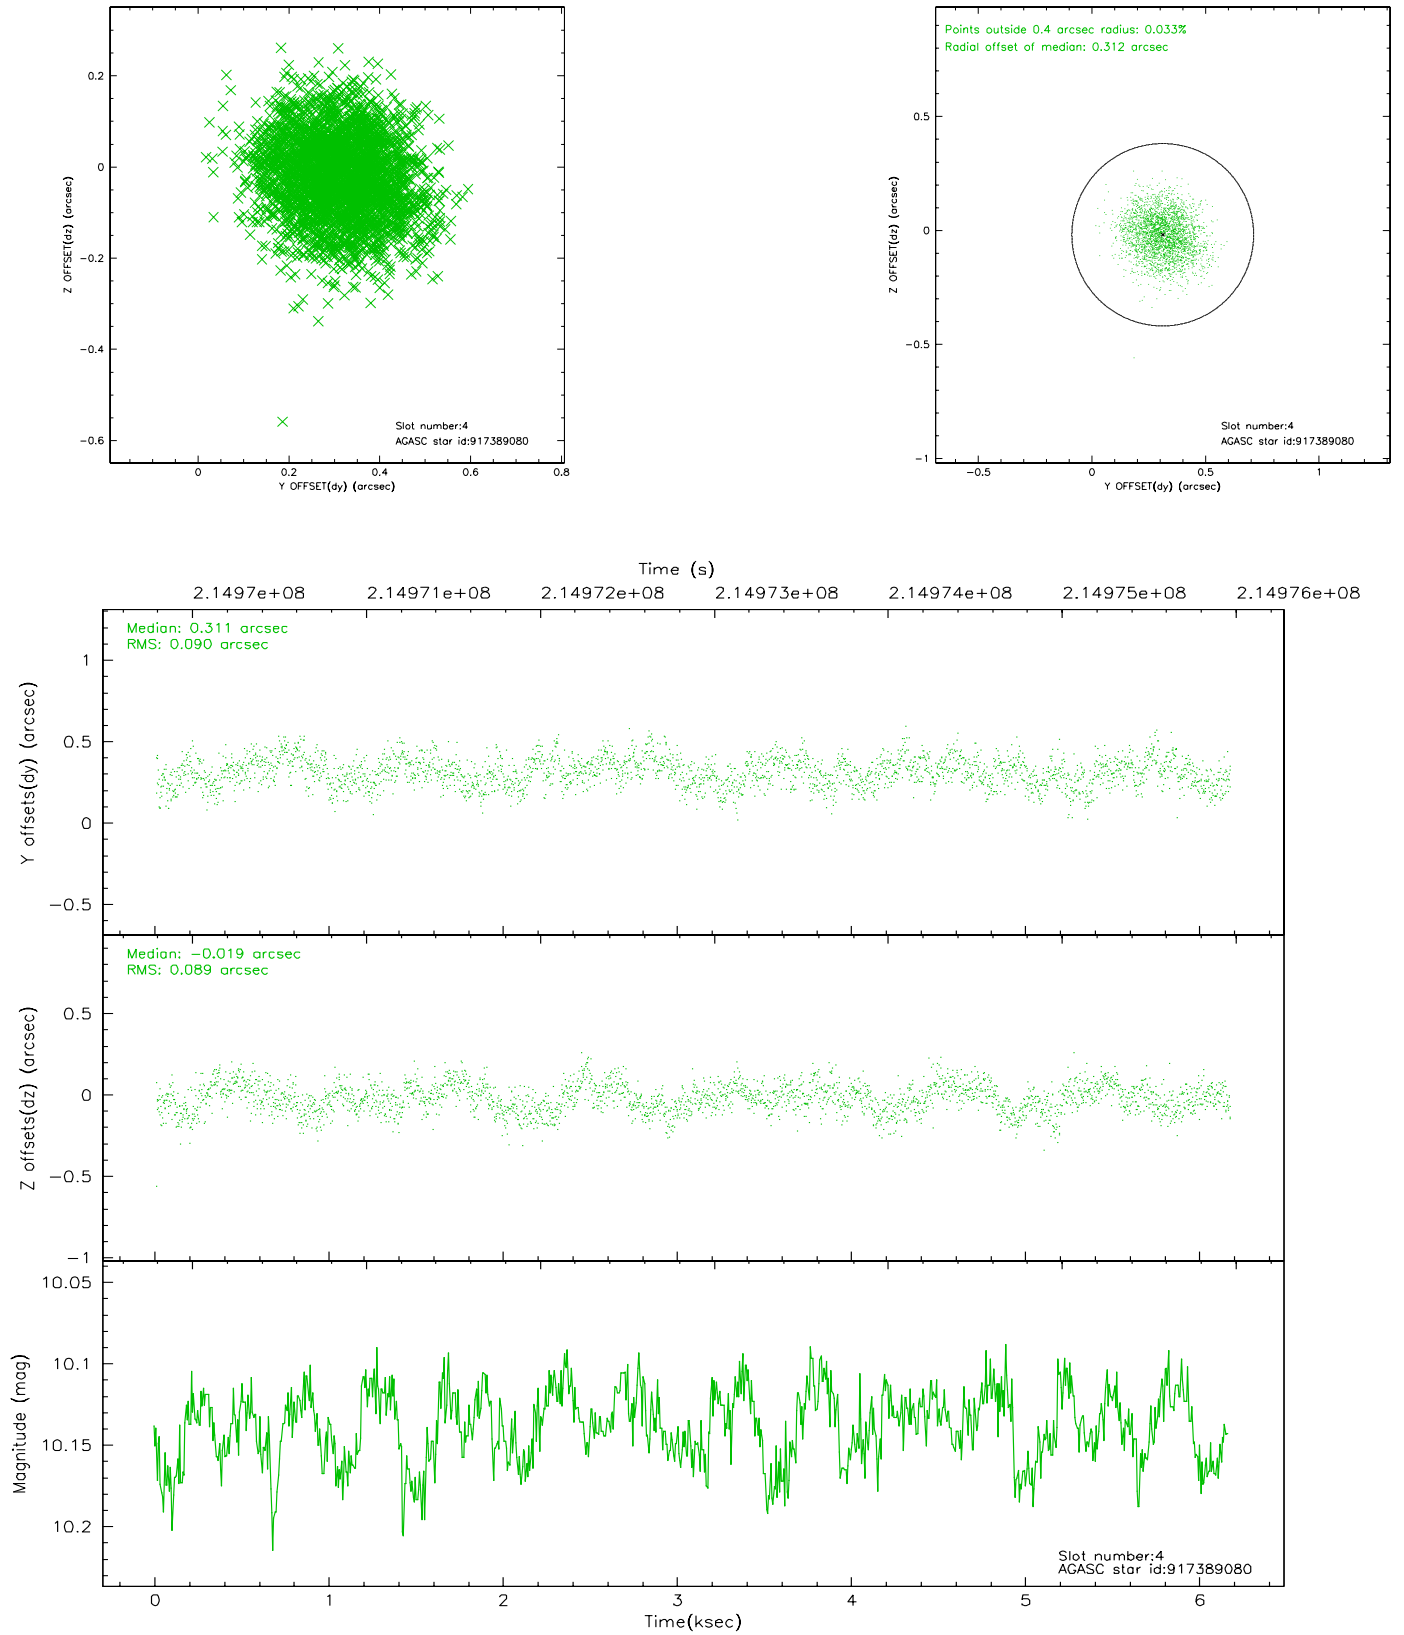 0.2
0
−0.2
−0.4
−0.6
Z OFFSET(dz) (arcsec)
0 0.2 0.4 0.6 0.8
Y OFFSET(dy) (arcsec)
Slot number:4
AGASC star id:917389080
Points outside 0.4 arcsec radius: 0.033%
Radial offset of median: 0.312 arcsec
0.5
0
−0.5
−1
Z OFFSET(dz) (arcsec)
−0.5 0 0.5 1
Y OFFSET(dy) (arcsec)
Slot number:4
AGASC star id:917389080
Time (s)
2.1497e+08 2.14971e+08 2.14972e+08 2.14973e+08 2.14974e+08 2.14975e+08 2.14976e+08
Median: 0.311 arcsec
RMS: 0.090 arcsec
1
0.5
0
−0.5
Y offsets(dy) (arcsec)
Median: −0.019 arcsec
RMS: 0.089 arcsec
0.5
0
−0.5
−1
Z offsets(dz) (arcsec)
10.05
10.1
10.15
10.2
Magnitude (mag)
Slot number:4
AGASC star id:917389080
0 1 2 3 4 5 6
Time(ksec)